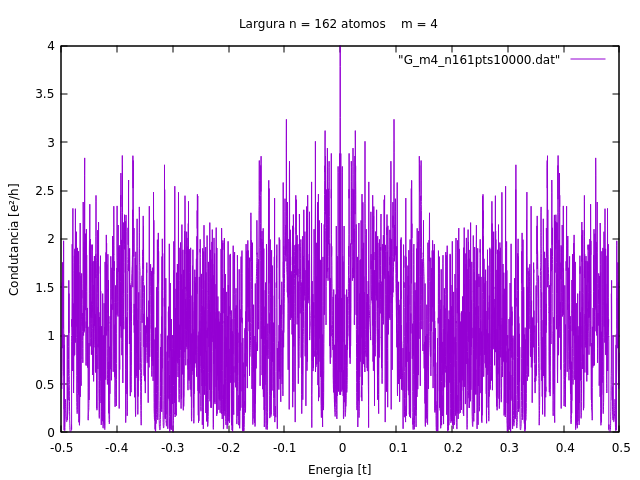 Largura n = 162 atomos    m = 4
"G_m4_n161pts10000.dat"
Condutancia [e²/h]
4
3.5
3
2.5
2
1.5
1
0.5
0
-0.5 -0.4 -0.3 -0.2 -0.1 0 0.1 0.2 0.3 0.4 0.5
Energia [t]